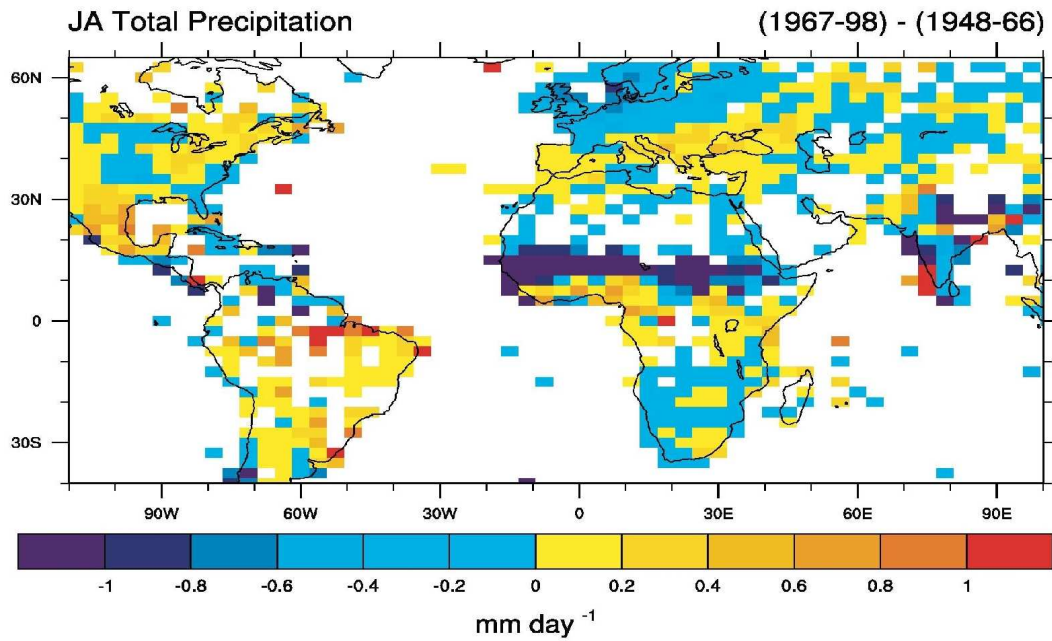 JA Total Precipitation (1967-98) - (1948-66)
60N
30N
0
30S
90W 60W 30W 0 30E 60E 90E
-1 -0.8 -0.6 -0.4 -0.2 0 0.2 0.4 0.6 0.8 1
mm day -1